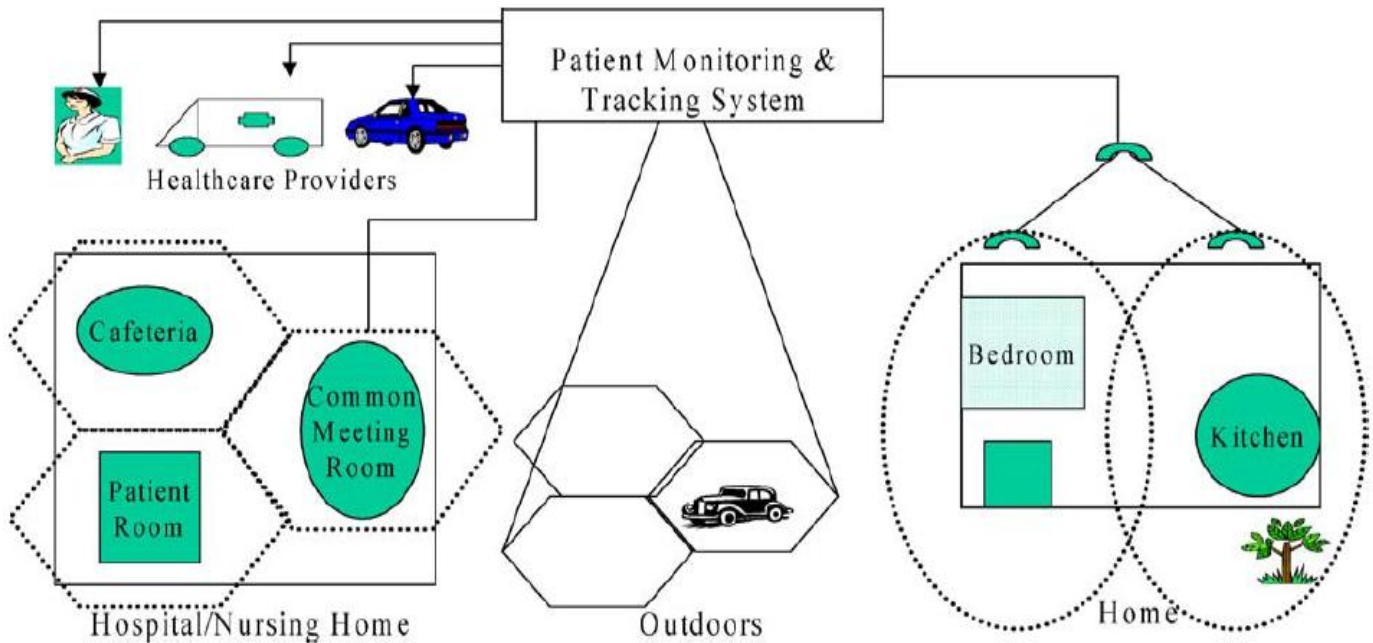 Patient Monitoring &
Tracking System
Healthcare Providers
Cafeteria
Common
Meeting
Room
Patient
Room
Bedroom
Kitchen
Hospital/Nursing Home
Outdoors
Home